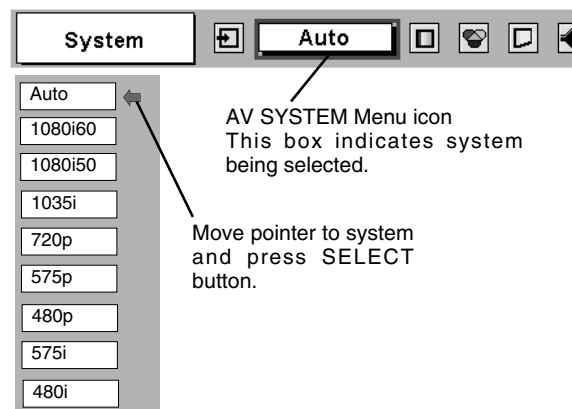 System
Auto
Auto
1080i60
1080i50
1035i
720p
575p
480p
575i
480i
AV SYSTEM Menu icon
This box indicates system
being selected.
Move pointer to system
and press SELECT
button.